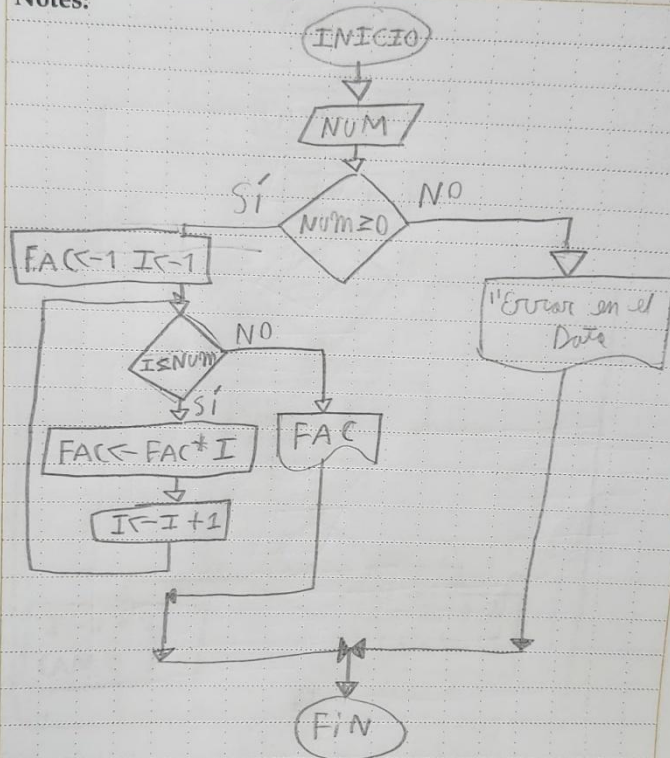 Notes:
INICIO
NUM
SÍ
NO
NUM≥0
FAC<-1 I<-1
"Error en el
Dato
I≤NUM
NO
SÍ
FAC<-FAC*I
FAC
I<-I+1
FiN